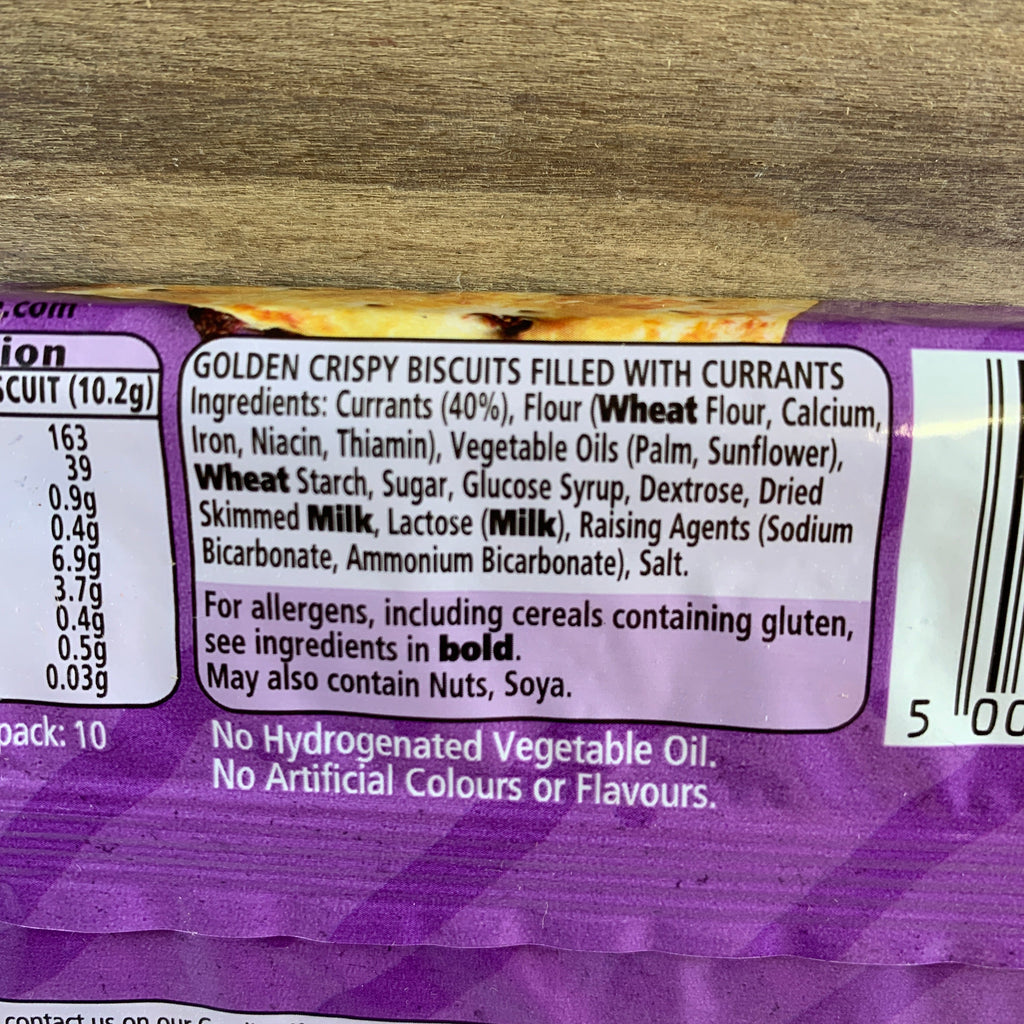 .com
ion
SCUIT (10.2g)
163
39
0.9g
0.4g
6.9g
3.7g
0.4g
0.5g
0.03g
pack: 10
GOLDEN CRISPY BISCUITS FILLED WITH CURRANTS
Ingredients: Currants (40%), Flour (Wheat Flour, Calcium,
Iron, Niacin, Thiamin), Vegetable Oils (Palm, Sunflower),
Wheat Starch, Sugar, Glucose Syrup, Dextrose, Dried
Skimmed Milk, Lactose (Milk), Raising Agents (Sodium
Bicarbonate, Ammonium Bicarbonate), Salt.
For allergens, including cereals containing gluten,
see ingredients in bold.
May also contain Nuts, Soya.
No Hydrogenated Vegetable Oil.
No Artificial Colours or Flavours.
5 00
contact us on our